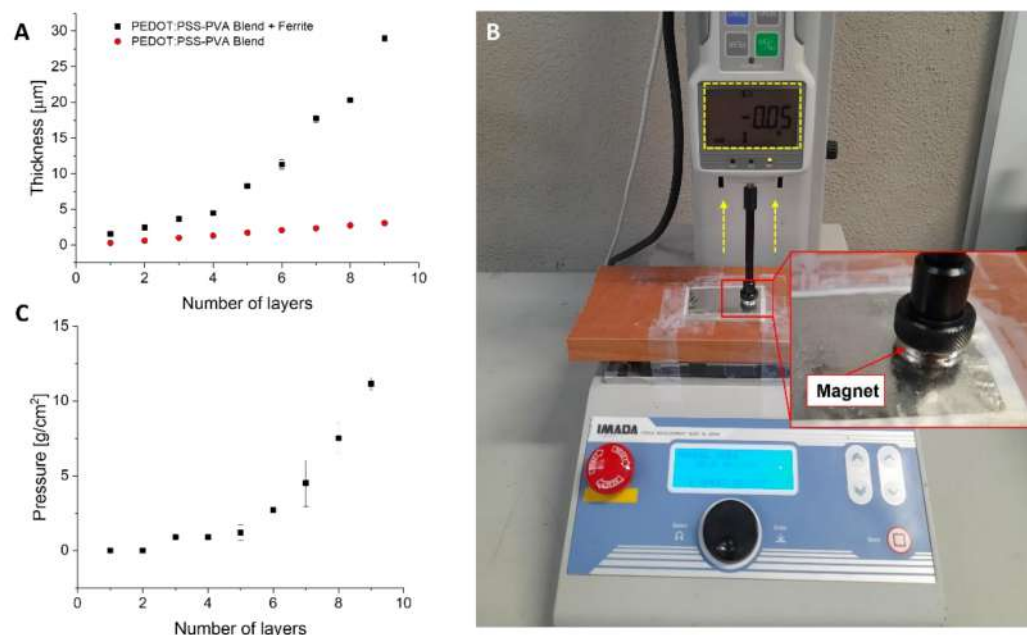 A
PEDOT:PSS-PVA Blend + Ferrite
PEDOT:PSS-PVA Blend
Thickness [µm]
30
25
20
15
10
5
0
0 2 4 6 8 10
Number of layers
C
Pressure [g/cm²]
15
10
5
0
0 2 4 6 8 10
Number of layers
B
-0.05
Magnet
IMADA